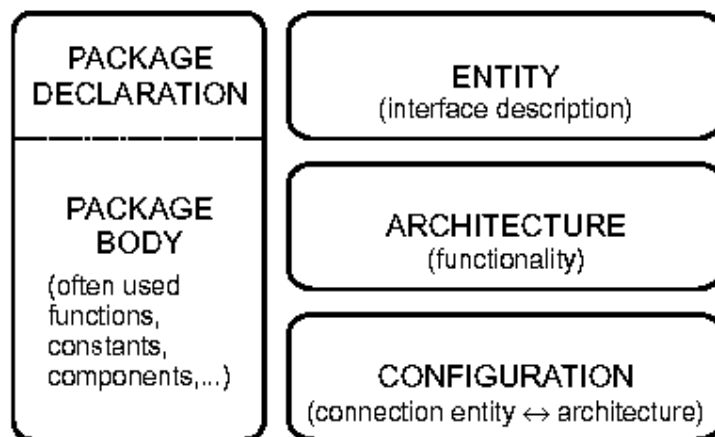 PACKAGE
DECLARATION
PACKAGE
BODY
(often used
functions,
constants,
components,...)
ENTITY
(interface description)
ARCHITECTURE
(functionality)
CONFIGURATION
(connection entity ↔ architecture)